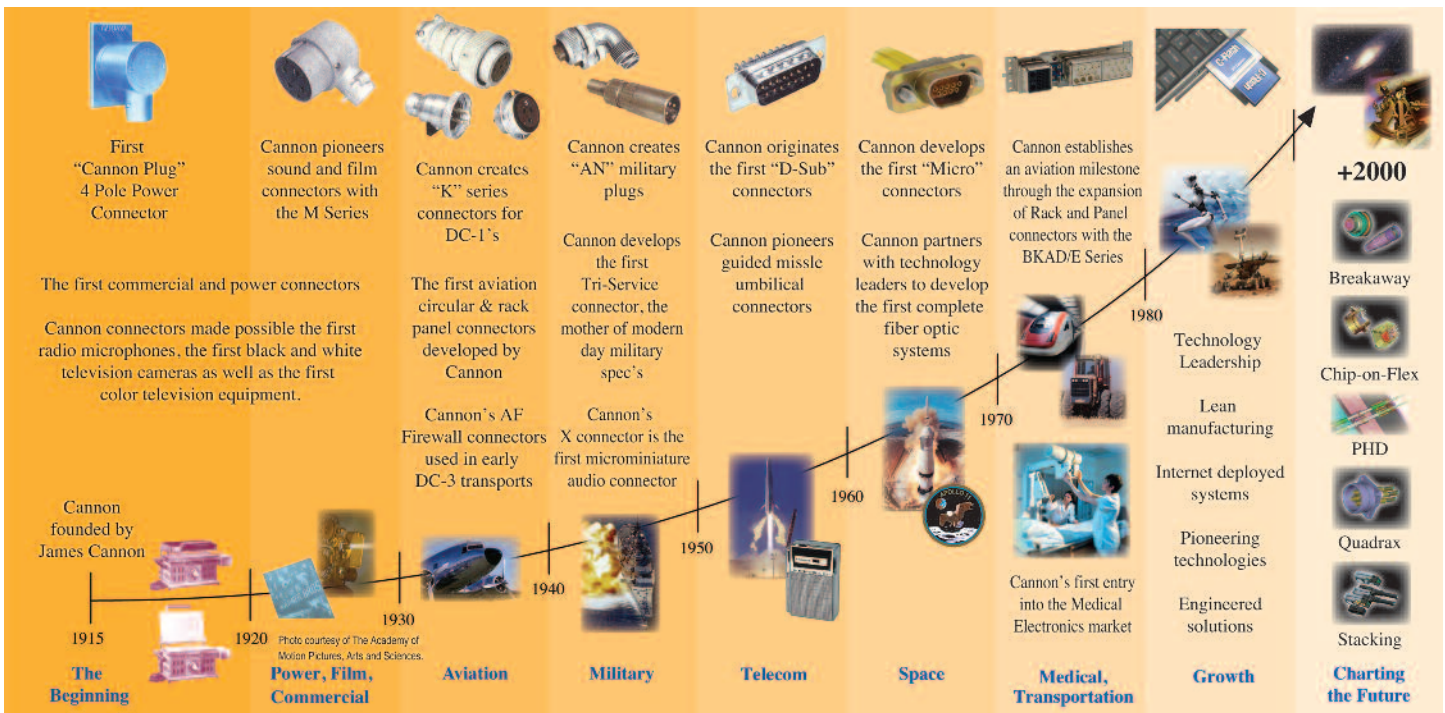 First
“Cannon Plug”
4 Pole Power
Connector
Cannon pioneers
sound and film
connectors with
the M Series
The first commercial and power connectors
Cannon connectors made possible the first
radio microphones, the first black and white
television cameras as well as the first
color television equipment.
Cannon
founded by
James Cannon
1915
The
Beginning
1920
Photo courtesy of The Academy of
Motion Pictures, Arts and Sciences.
Power, Film,
Commercial
1930
Cannon creates
“K” series
connectors for
DC-1’s
The first aviation
circular & rack
panel connectors
developed by
Cannon
Cannon’s AF
Firewall connectors
used in early
DC-3 transports
Aviation
1940
Cannon creates
“AN” military
plugs
Cannon develops
the first
Tri-Service
connector, the
mother of modern
day military
spec’s
Cannon’s
X connector is the
first microminiature
audio connector
Military
1950
Cannon originates
the first “D-Sub”
connectors
Cannon pioneers
guided missle
umbilical
connectors
Telecom
1960
Cannon develops
the first “Micro”
connectors
Cannon partners
with technology
leaders to develop
the first complete
fiber optic
systems
APOLLO 11
Space
1970
Cannon establishes
an aviation milestone
through the expansion
of Rack and Panel
connectors with the
BKAD/E Series
Cannon’s first entry
into the Medical
Electronics market
Medical,
Transportation
1980
C-Flash
Technology
Leadership
Lean
manufacturing
Internet deployed
systems
Pioneering
technologies
Engineered
solutions
Growth
+2000
Breakaway
Chip-on-Flex
PHD
Quadrax
Stacking
Charting
the Future